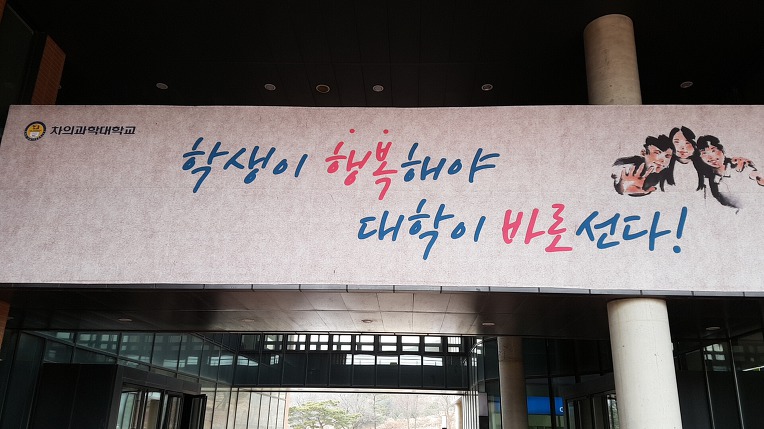 차의과학대학교
학생이 행복해야
대학이 바로선다!